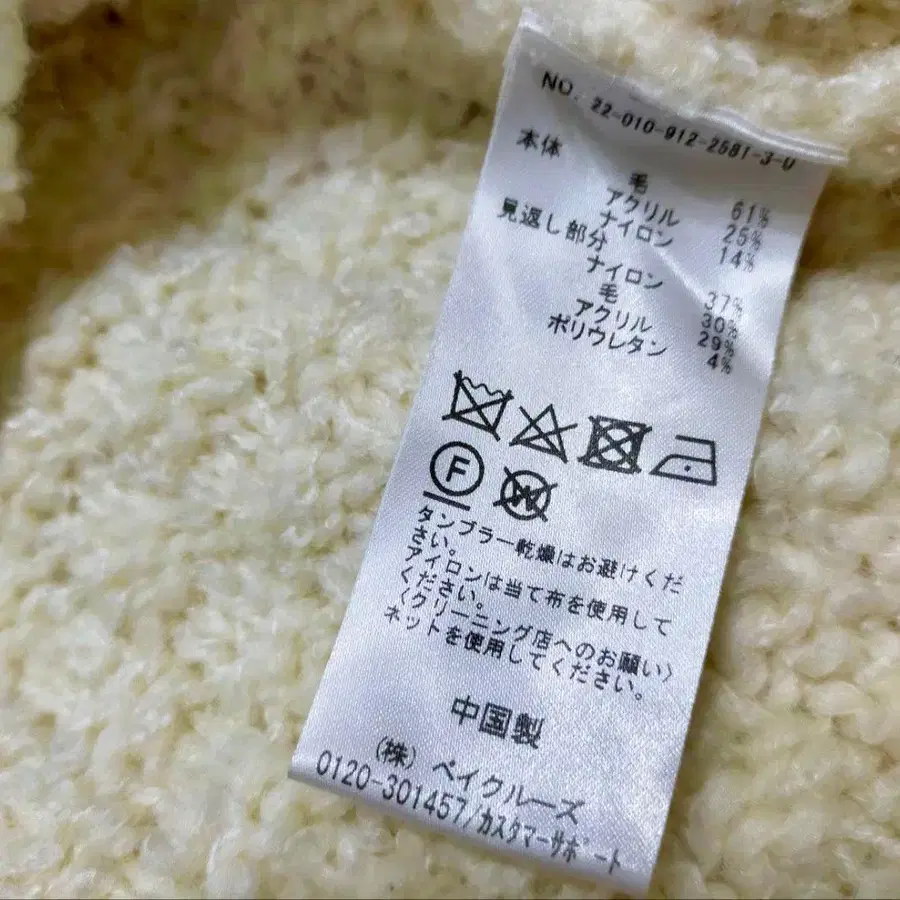 NO. 22-010-912-2581-3-0
本体
毛 61%
アクリル 25%
ナイロン 14%
見返し部分
ナイロン 37%
毛 30%
アクリル 29%
ポリウレタン 4%
F
W
タンブラー乾燥はお避けくだ
さい。
アイロンは当て布を使用して
ください。
〈クリーニング店へのお願い〉
ネットを使用してください。
中国製
(株) ベイクルーズ
0120-301457/カスタマーサポート